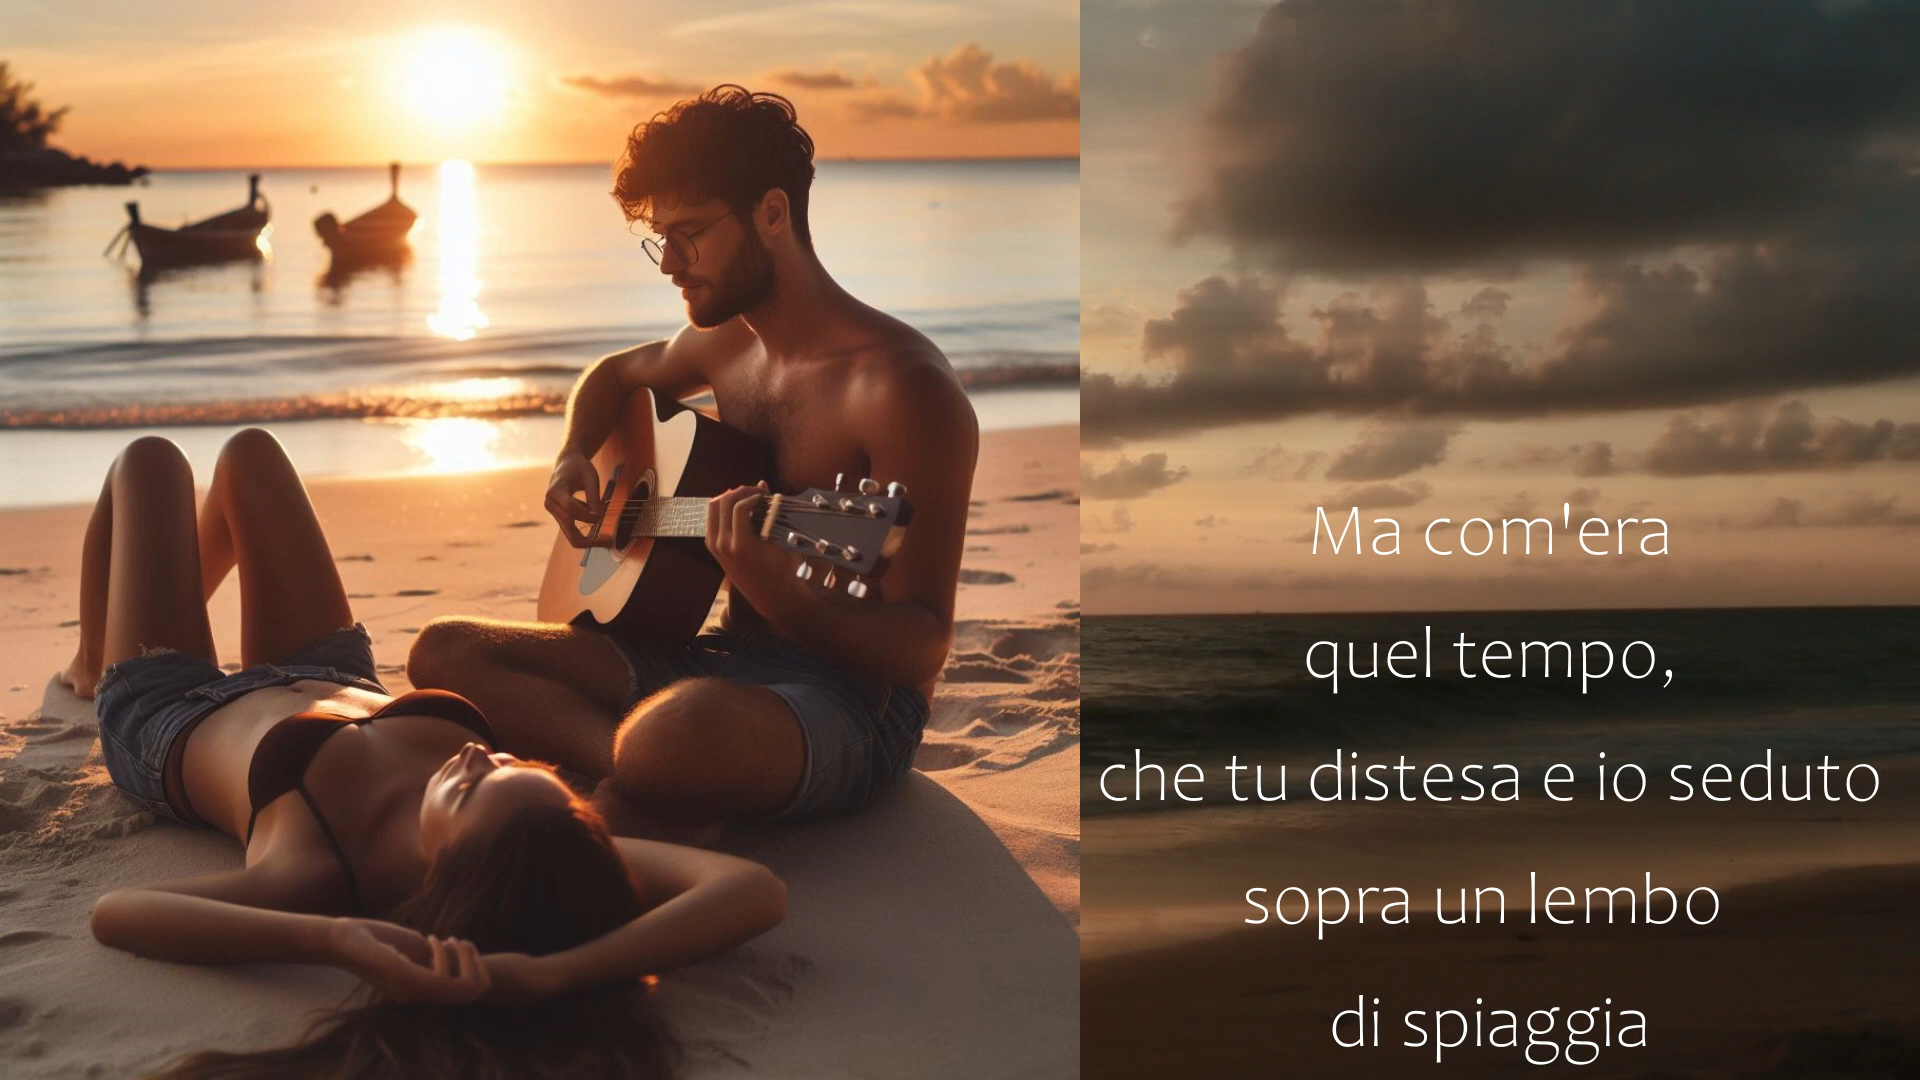 Ma com'era
quel tempo,
che tu distesa e io seduto
sopra un lembo
di spiaggia